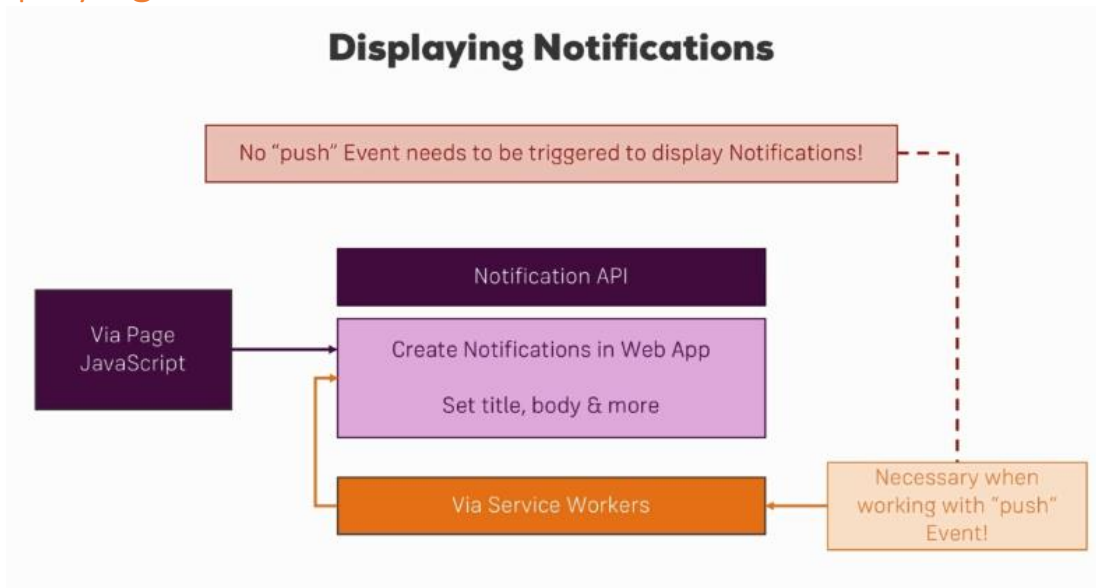 Displaying Notifications
No “push” Event needs to be triggered to display Notifications!
Notification API
Via Page
JavaScript
Create Notifications in Web App
Set title, body & more
Via Service Workers
Necessary when
working with “push”
Event!